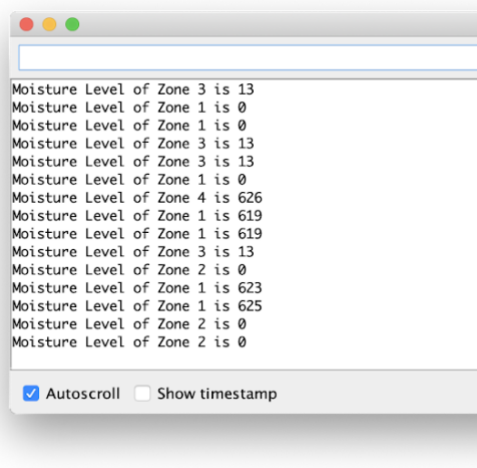 Moisture Level of Zone 3 is 13
Moisture Level of Zone 1 is 0
Moisture Level of Zone 1 is 0
Moisture Level of Zone 3 is 13
Moisture Level of Zone 3 is 13
Moisture Level of Zone 1 is 0
Moisture Level of Zone 4 is 626
Moisture Level of Zone 1 is 619
Moisture Level of Zone 1 is 619
Moisture Level of Zone 3 is 13
Moisture Level of Zone 2 is 0
Moisture Level of Zone 1 is 623
Moisture Level of Zone 1 is 625
Moisture Level of Zone 2 is 0
Moisture Level of Zone 2 is 0
Autoscroll Show timestamp